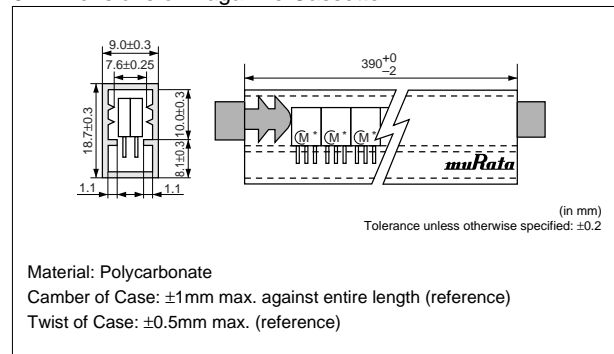 9.0±0.3
7.6±0.25
390+0 −2
18.7±0.3
10.0±0.3
8.1±0.3
M * M * M *
muRata
1.1 1.1
(in mm)
Tolerance unless otherwise specified: ±0.2
Material: Polycarbonate
Camber of Case: ±1mm max. against entire length (reference)
Twist of Case: ±0.5mm max. (reference)